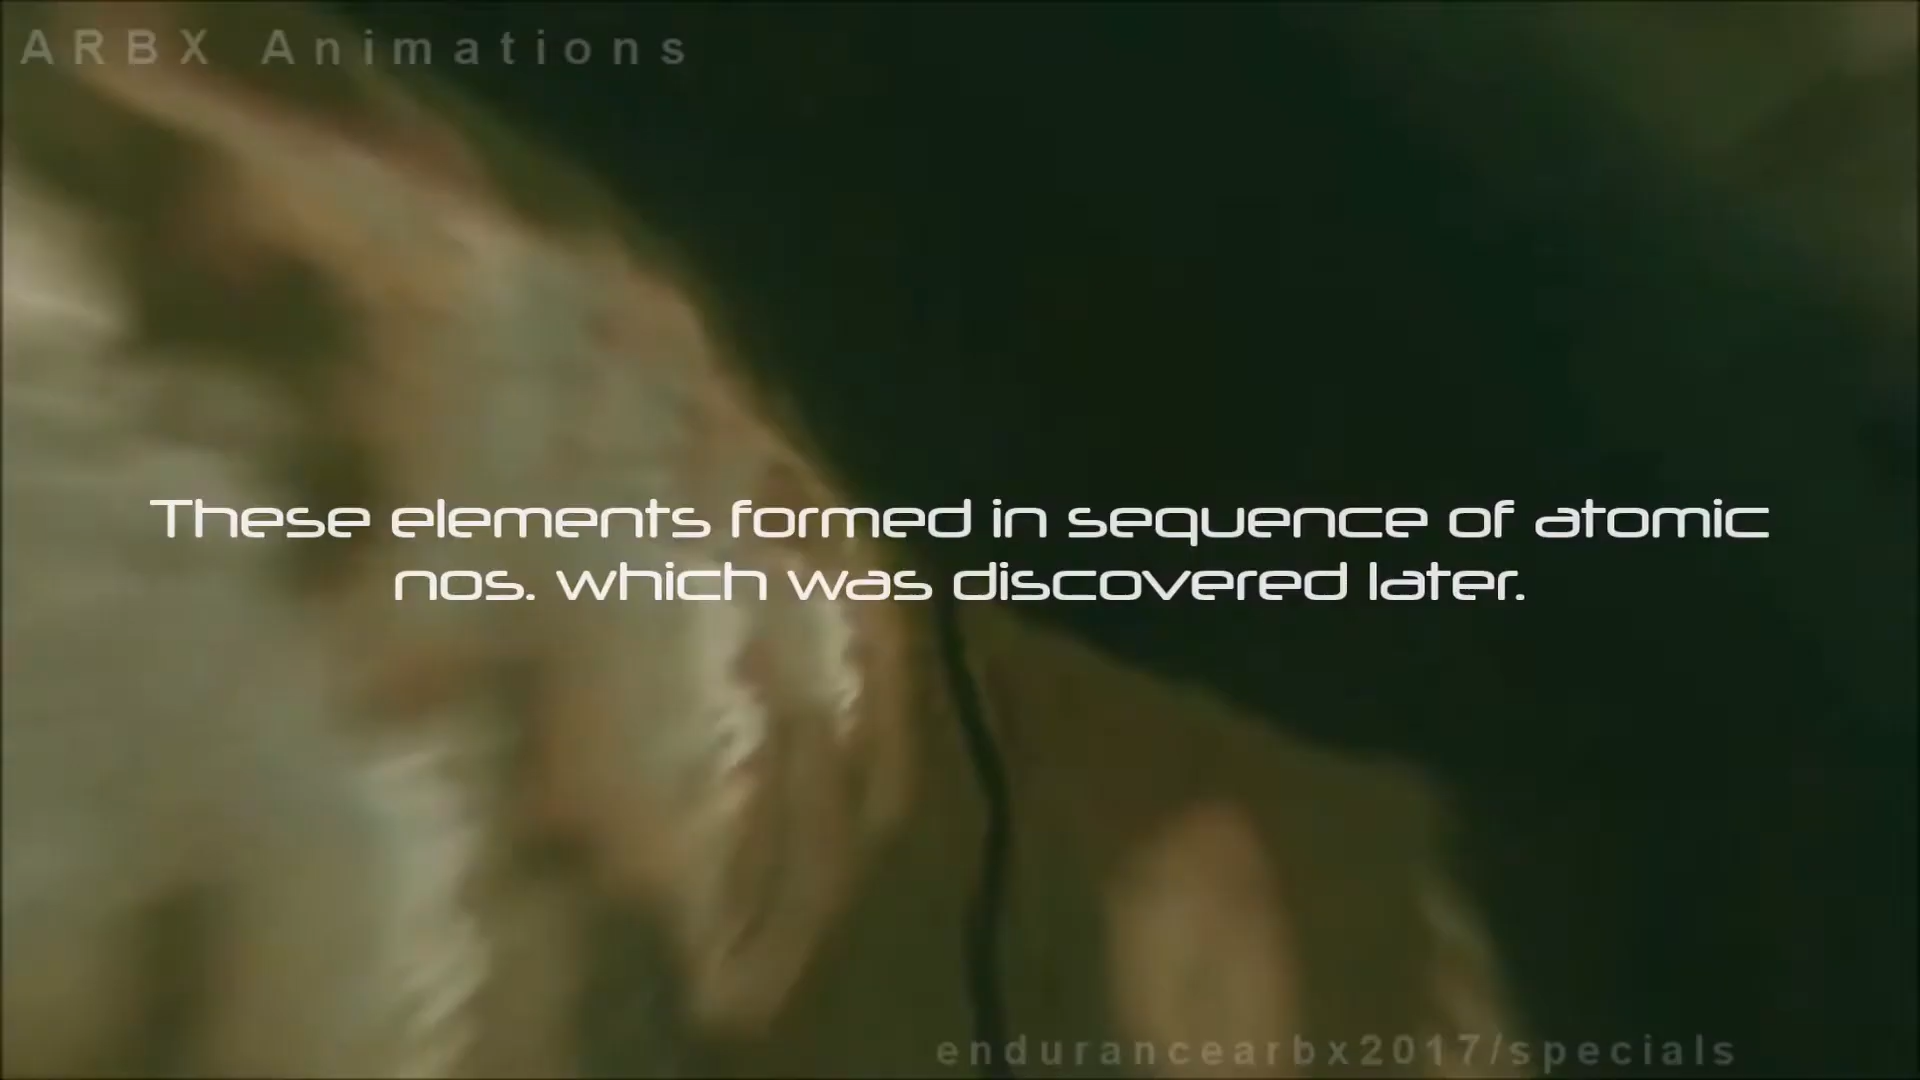 ARBX Animations
These elements formed in sequence of atomic
nos. which was discovered later.
endurancearbx2017/specials